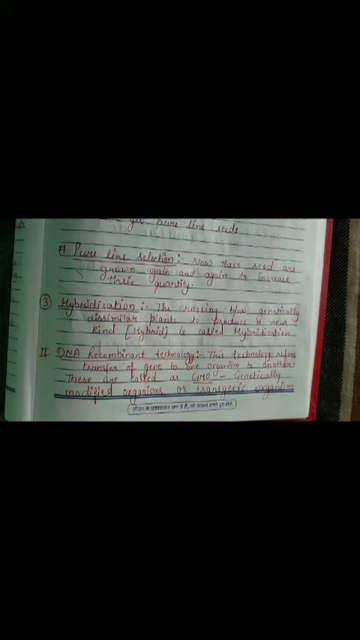 get pure line seeds
# Pure line selection:- Now these seed are
grown again and again to increase
their quantity.
③ Hybridisation:- The crossing b/w genetically
dissimilar plants to produce a new
kind (Hybrid) is called Hybridisation
II DNA Recombinant technology:- This technology refers
transfer of gene to one organism to another
These are called as GMO - Genetically
modified organisms or transgenic organisms